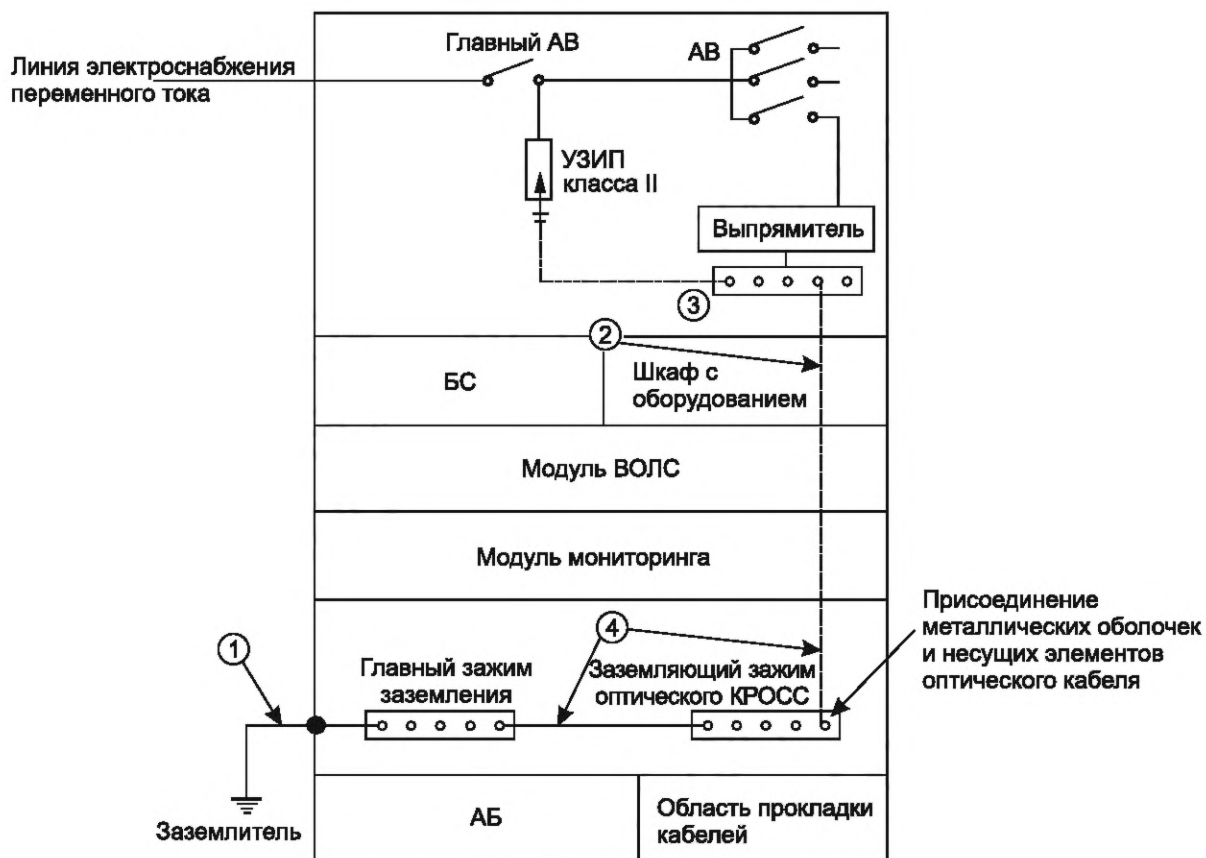 Главный АВ
АВ
Линия электроснабжения
переменного тока
УЗИП
класса II
Выпрямитель
3
2
БС
Шкаф с
оборудованием
Модуль ВОЛС
Модуль мониторинга
Присоединение
металлических оболочек
и несущих элементов
оптического кабеля
1
4
Главный зажим
заземления
Заземляющий зажим
оптического КРОСС
Заземлитель
АБ
Область прокладки
кабелей